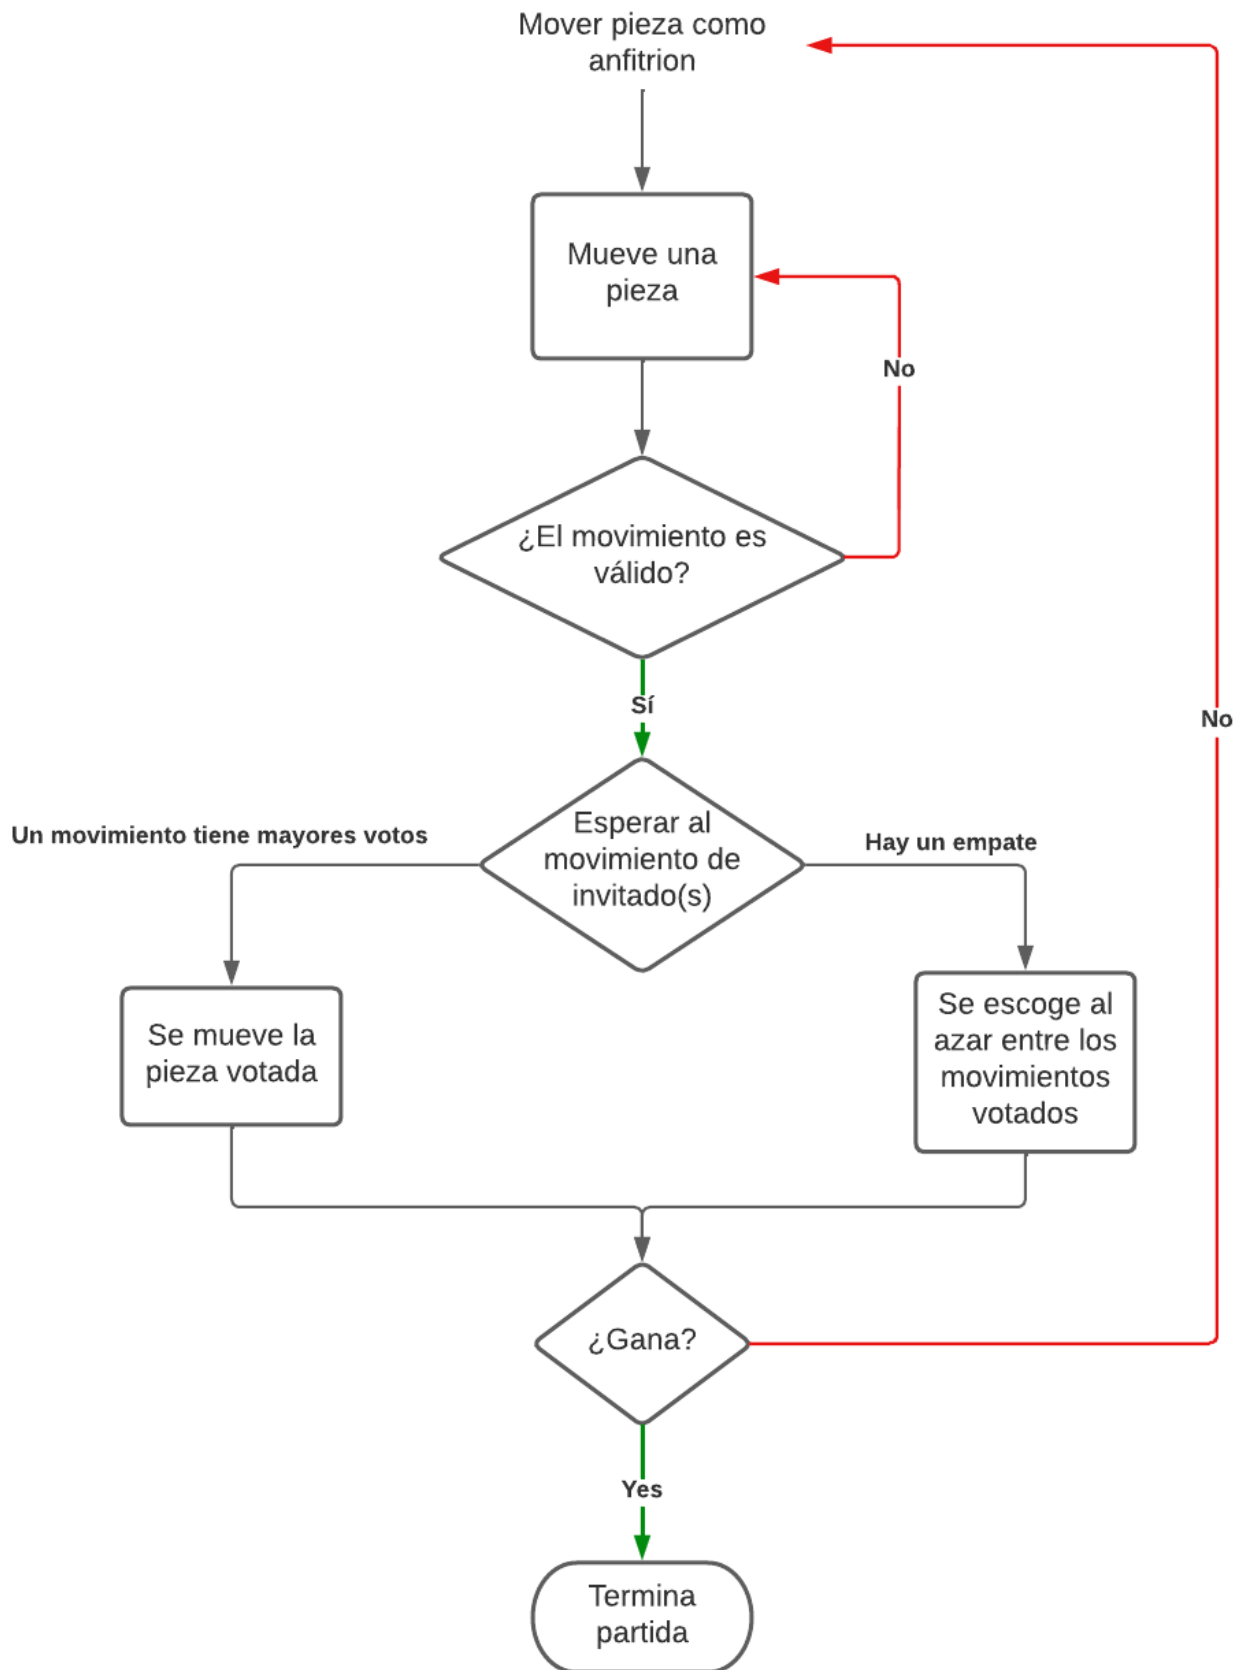 Mover pieza como
anfitrion
Mueve una
pieza
No
¿El movimiento es
válido?
Sí
No
Esperar al
movimiento de
invitado(s)
Un movimiento tiene mayores votos
Hay un empate
Se mueve la
pieza votada
Se escoge al
azar entre los
movimientos
votados
¿Gana?
Yes
Termina
partida